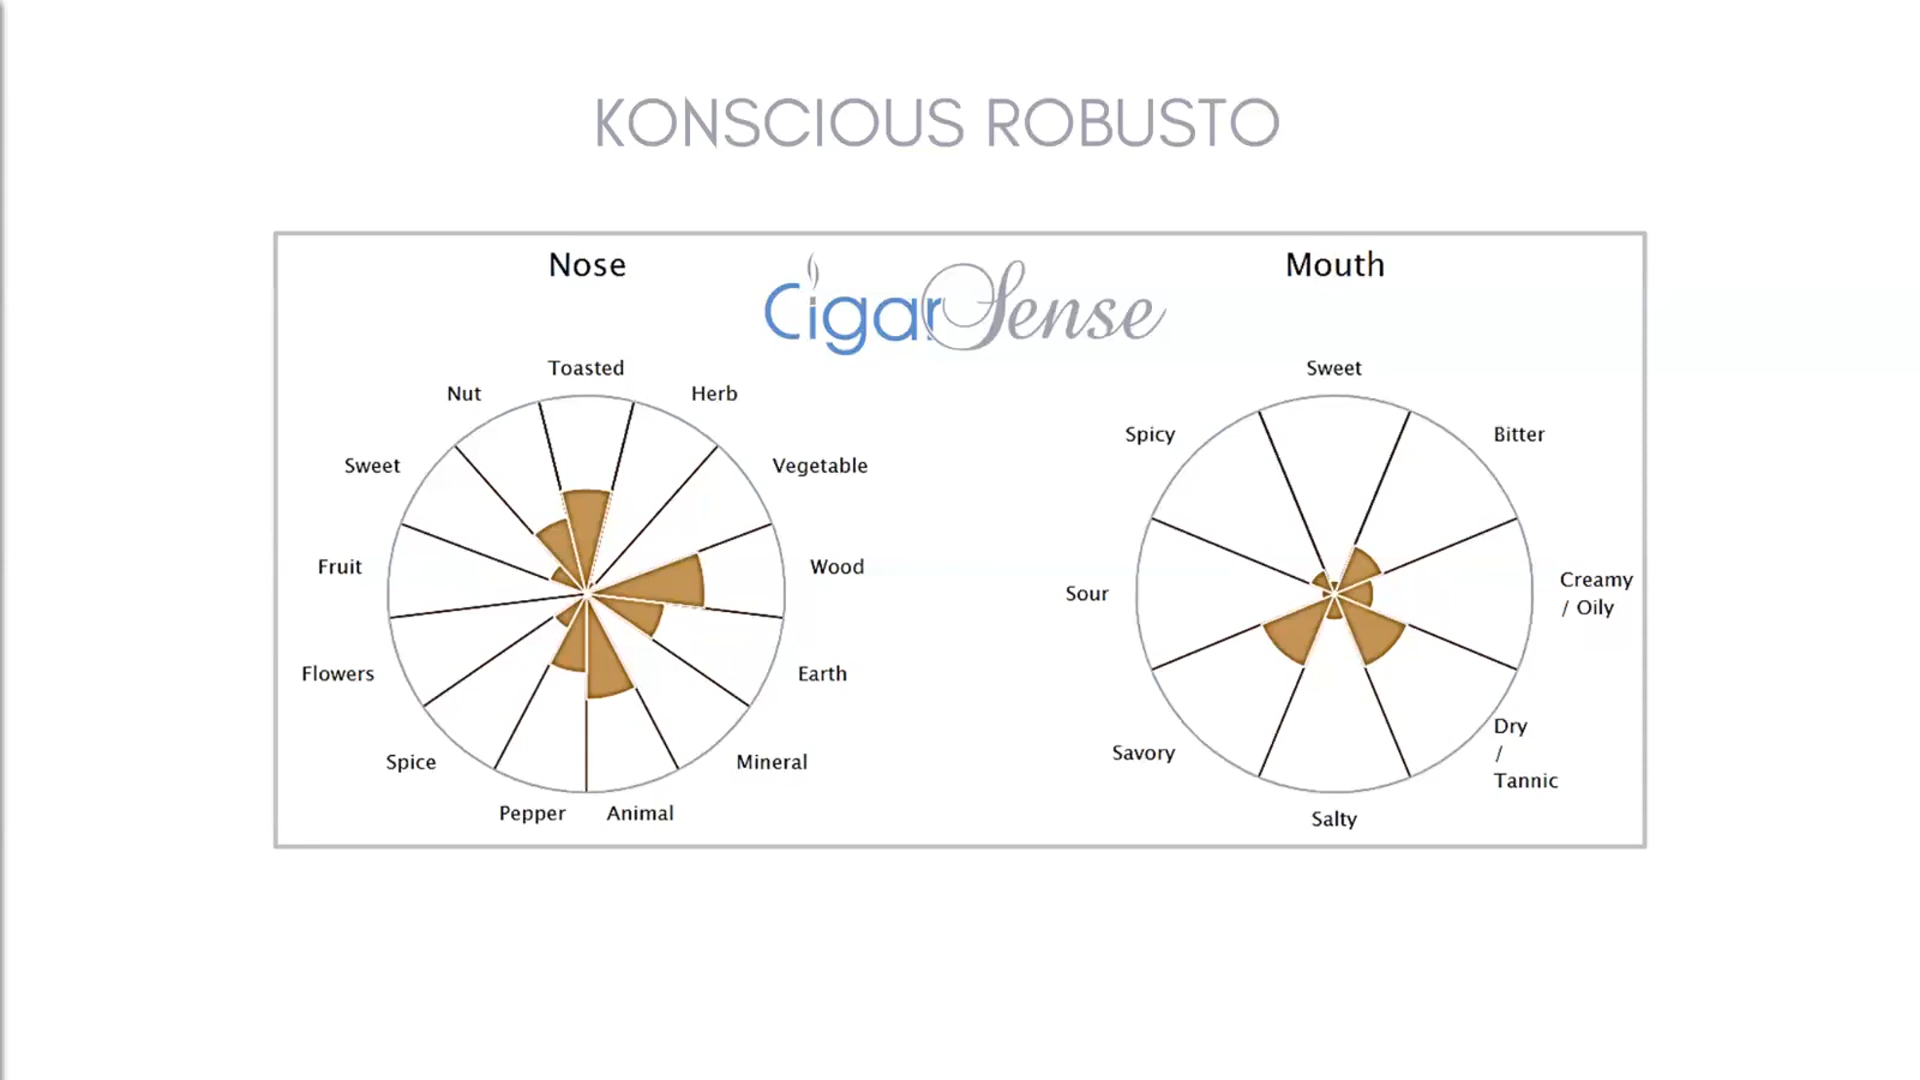 KONSCIOUS ROBUSTO
Nose
CigarSense
Mouth
Toasted
Nut
Herb
Sweet
Vegetable
Fruit
Wood
Flowers
Earth
Spice
Mineral
Pepper
Animal
Sweet
Spicy
Bitter
Sour
Creamy
/ Oily
Savory
Dry
/
Tannic
Salty